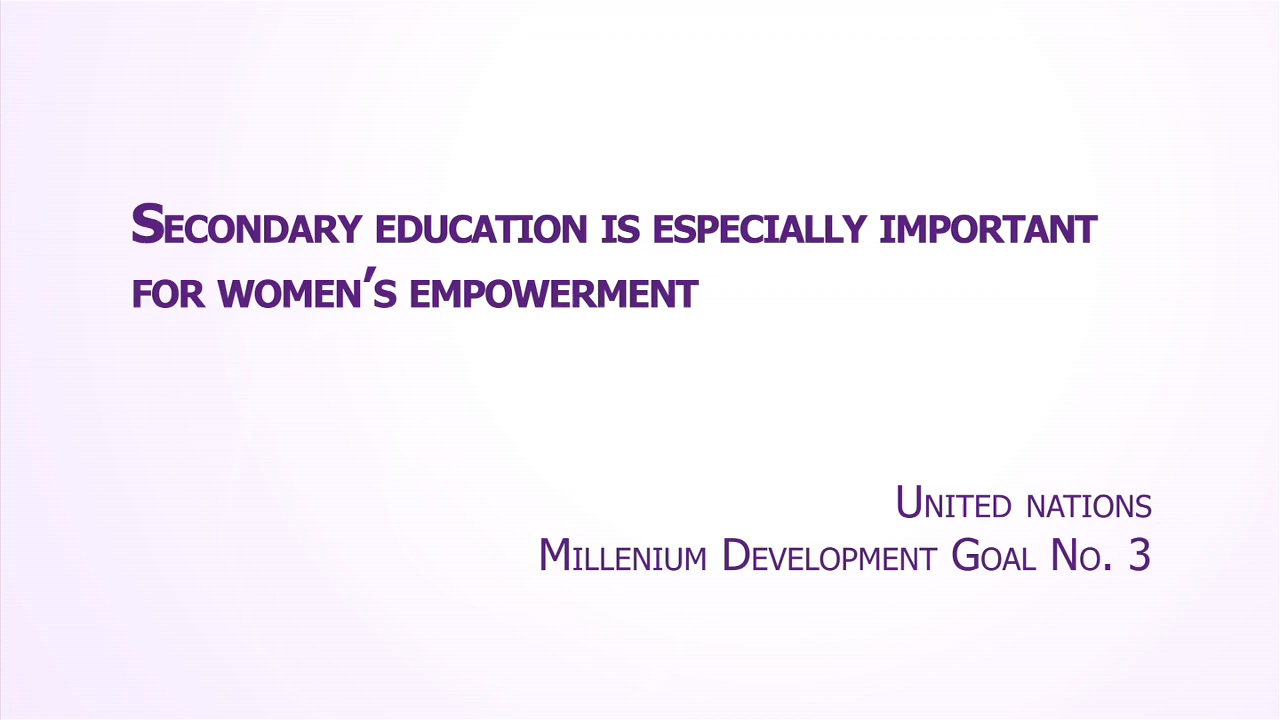 Secondary education is especially important
for women's empowerment
United nations
Millenium Development Goal No. 3